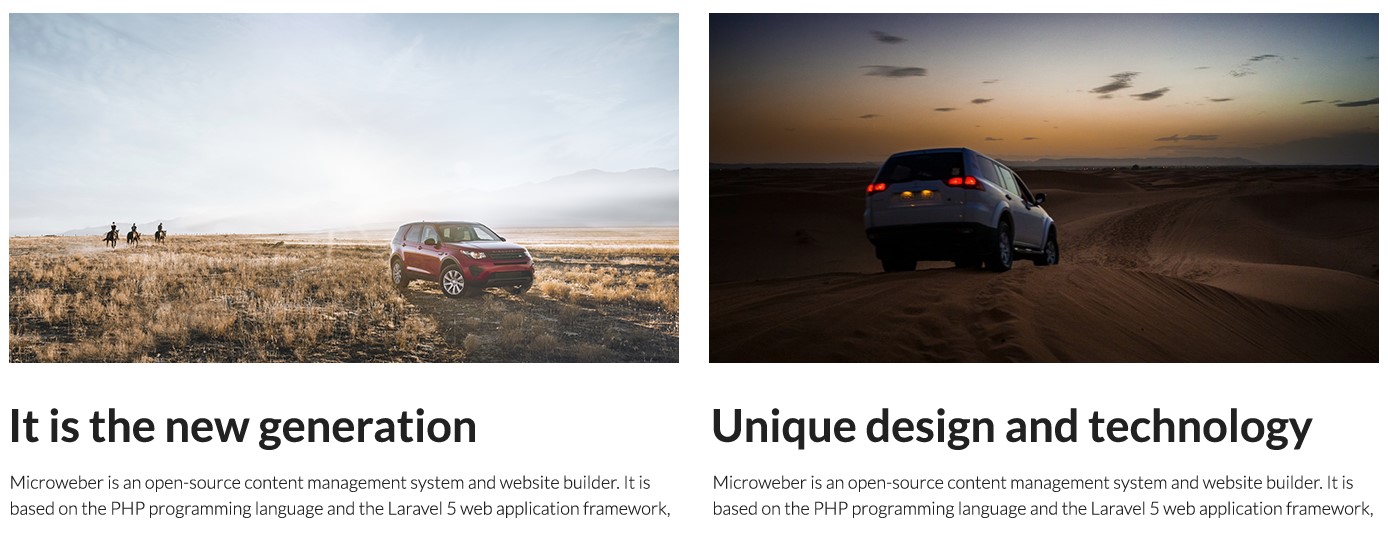 It is the new generation
Microweber is an open-source content management system and website builder. It is
based on the PHP programming language and the Laravel 5 web application framework,
Unique design and technology
Microweber is an open-source content management system and website builder. It is
based on the PHP programming language and the Laravel 5 web application framework,